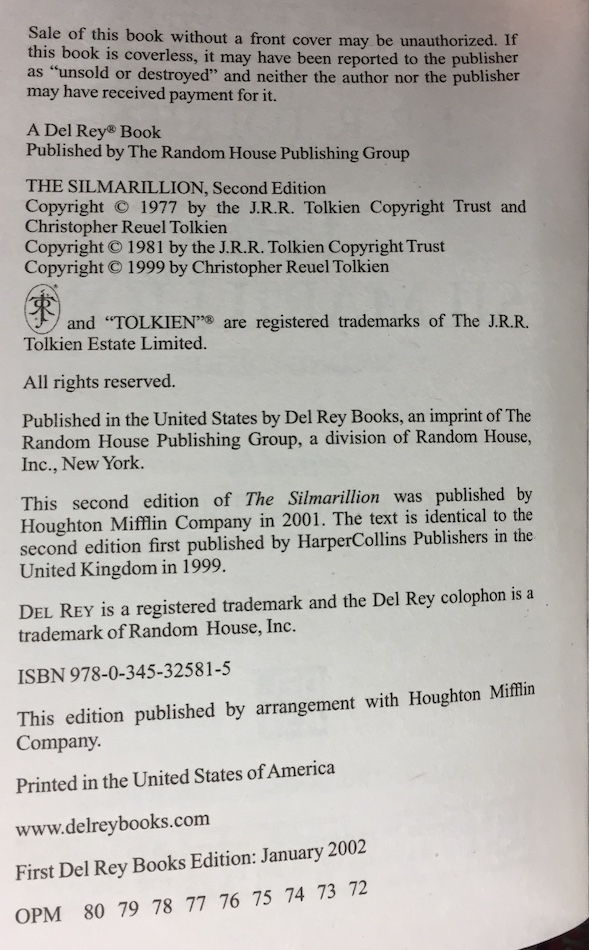 Sale of this book without a front cover may be unauthorized. If
this book is coverless, it may have been reported to the publisher
as “unsold or destroyed” and neither the author nor the publisher
may have received payment for it.
A Del Rey® Book
Published by The Random House Publishing Group
THE SILMARILLION, Second Edition
Copyright © 1977 by the J.R.R. Tolkien Copyright Trust and
Christopher Reuel Tolkien
Copyright © 1981 by the J.R.R. Tolkien Copyright Trust
Copyright © 1999 by Christopher Reuel Tolkien
® and “TOLKIEN”® are registered trademarks of The J.R.R.
Tolkien Estate Limited.
All rights reserved.
Published in the United States by Del Rey Books, an imprint of The
Random House Publishing Group, a division of Random House,
Inc., New York.
This second edition of The Silmarillion was published by
Houghton Mifflin Company in 2001. The text is identical to the
second edition first published by HarperCollins Publishers in the
United Kingdom in 1999.
DEL REY is a registered trademark and the Del Rey colophon is a
trademark of Random House, Inc.
ISBN 978-0-345-32581-5
This edition published by arrangement with Houghton Mifflin
Company.
Printed in the United States of America
www.delreybooks.com
First Del Rey Books Edition: January 2002
OPM 80 79 78 77 76 75 74 73 72